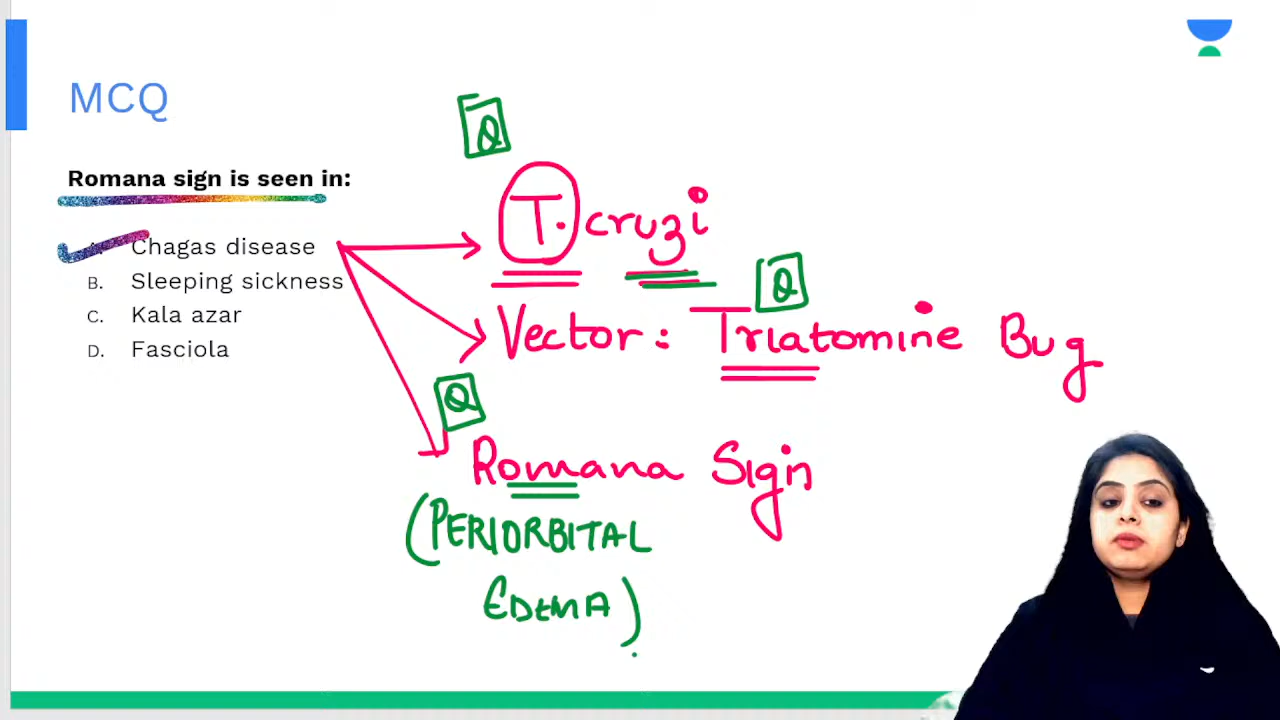 MCQ
Romana sign is seen in:
A. Chagas disease
B. Sleeping sickness
C. Kala azar
D. Fasciola
Q
T. cruzi
Q
Vector: Triatomine Bug
Q
Romana Sign
(PERIORBITAL
EDEMA)